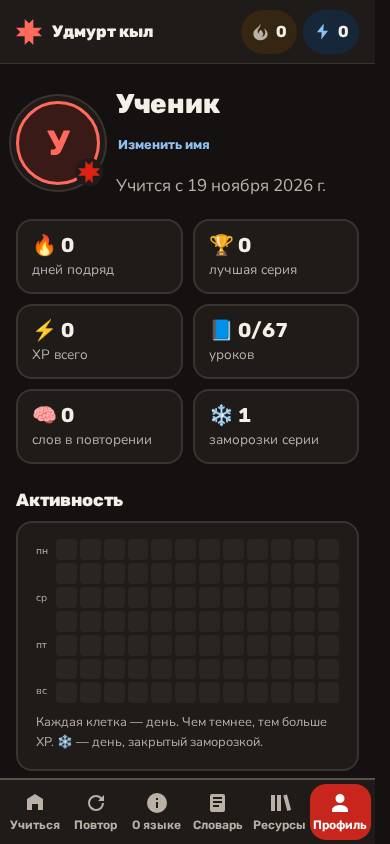 Удмурт кыл
0
0
У
Ученик
Изменить имя
Учится с 19 ноября 2026 г.
0
дней подряд
0
лучшая серия
0
XP всего
0/67
уроков
0
слов в повторении
1
заморозки серии
Активность
пн
ср
пт
вс
Каждая клетка — день. Чем темнее, тем больше
XP. ❄️ — день, закрытый заморозкой.
Учиться
Повтор
О языке
Словарь
Ресурсы
Профиль